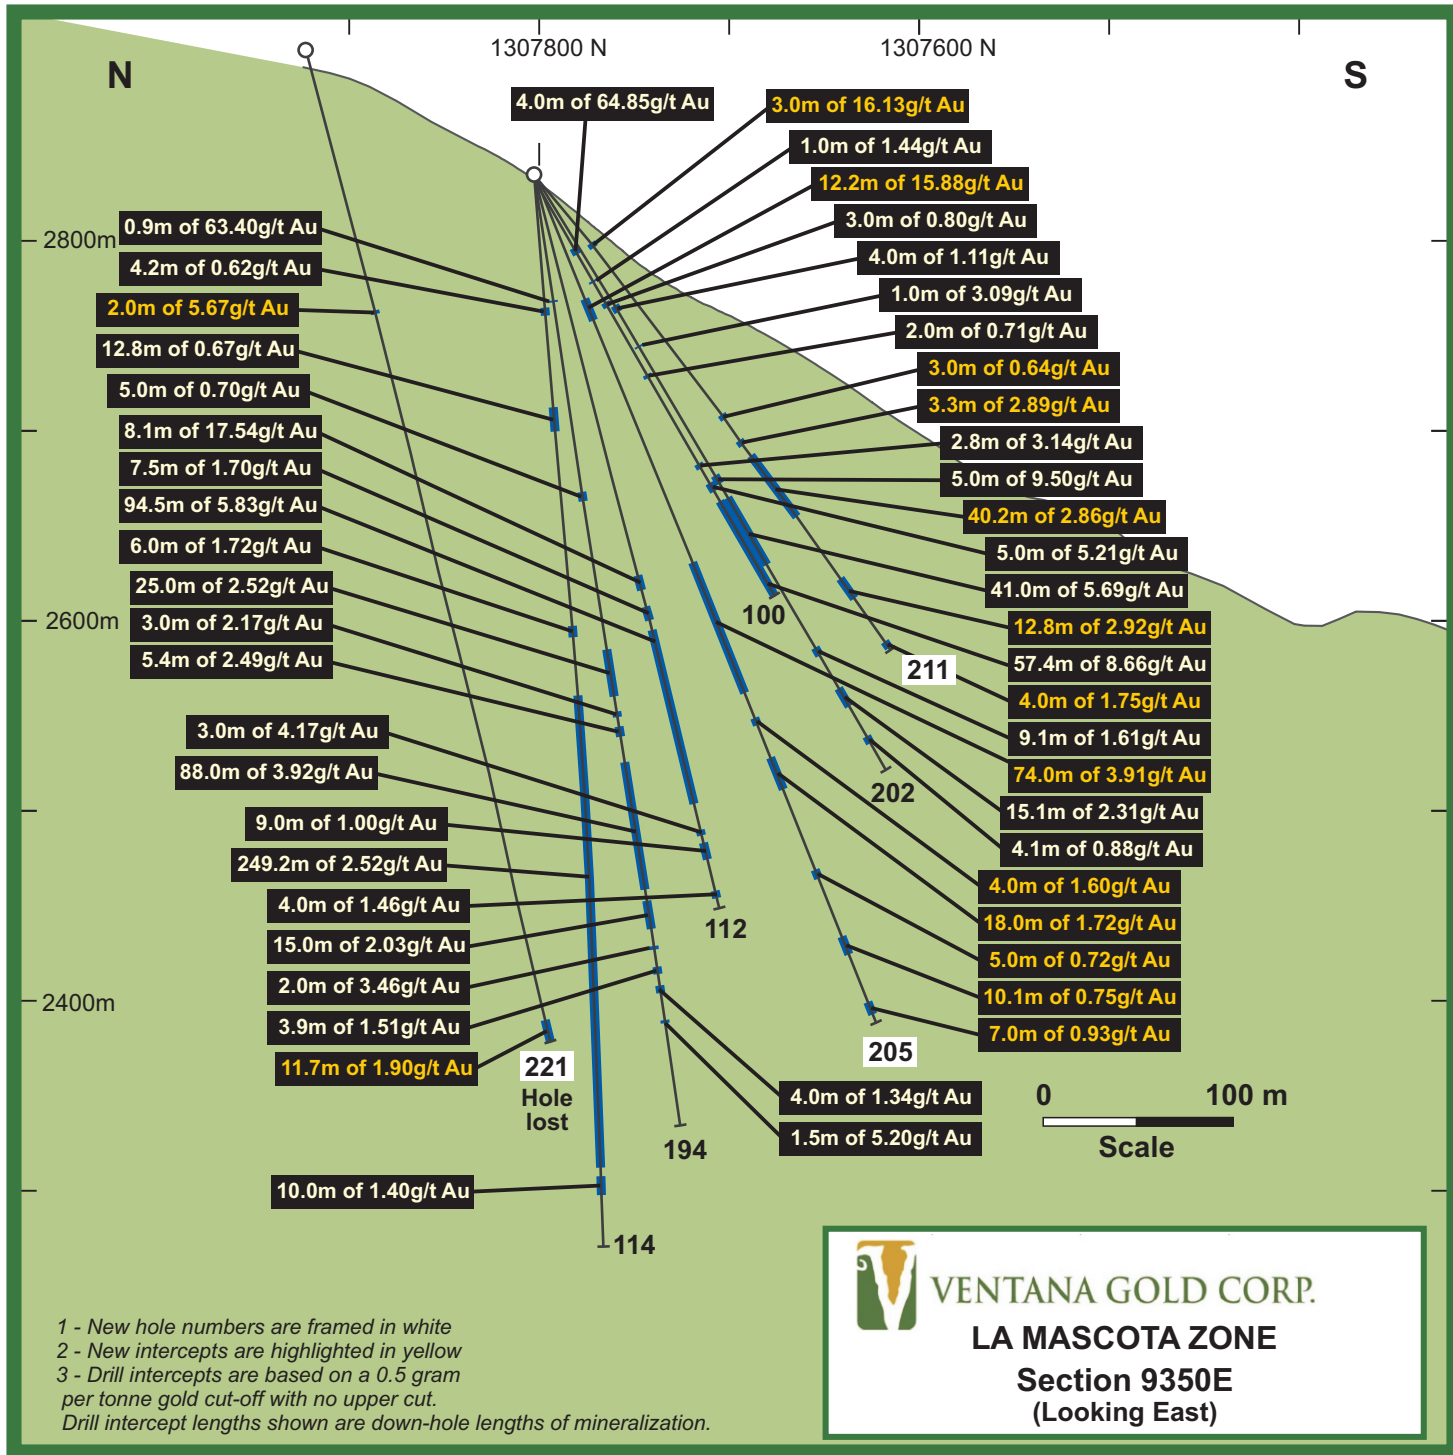 1307800 N
1307600 N
N
S
4.0m of 64.85g/t Au
3.0m of 16.13g/t Au
1.0m of 1.44g/t Au
12.2m of 15.88g/t Au
3.0m of 0.80g/t Au
4.0m of 1.11g/t Au
1.0m of 3.09g/t Au
2.0m of 0.71g/t Au
3.0m of 0.64g/t Au
3.3m of 2.89g/t Au
2.8m of 3.14g/t Au
5.0m of 9.50g/t Au
40.2m of 2.86g/t Au
5.0m of 5.21g/t Au
41.0m of 5.69g/t Au
12.8m of 2.92g/t Au
57.4m of 8.66g/t Au
4.0m of 1.75g/t Au
9.1m of 1.61g/t Au
74.0m of 3.91g/t Au
15.1m of 2.31g/t Au
4.1m of 0.88g/t Au
4.0m of 1.60g/t Au
18.0m of 1.72g/t Au
5.0m of 0.72g/t Au
10.1m of 0.75g/t Au
7.0m of 0.93g/t Au
2800m
2600m
2400m
0.9m of 63.40g/t Au
4.2m of 0.62g/t Au
2.0m of 5.67g/t Au
12.8m of 0.67g/t Au
5.0m of 0.70g/t Au
8.1m of 17.54g/t Au
7.5m of 1.70g/t Au
94.5m of 5.83g/t Au
6.0m of 1.72g/t Au
25.0m of 2.52g/t Au
3.0m of 2.17g/t Au
5.4m of 2.49g/t Au
3.0m of 4.17g/t Au
88.0m of 3.92g/t Au
9.0m of 1.00g/t Au
249.2m of 2.52g/t Au
4.0m of 1.46g/t Au
15.0m of 2.03g/t Au
2.0m of 3.46g/t Au
3.9m of 1.51g/t Au
11.7m of 1.90g/t Au
10.0m of 1.40g/t Au
4.0m of 1.34g/t Au
1.5m of 5.20g/t Au
100
211
202
112
205
221
Hole
lost
194
114
0 100 m
Scale
1 - New hole numbers are framed in white
2 - New intercepts are highlighted in yellow
3 - Drill intercepts are based on a 0.5 gram
per tonne gold cut-off with no upper cut.
Drill intercept lengths shown are down-hole lengths of mineralization.
VENTANA GOLD CORP.
LA MASCOTA ZONE
Section 9350E
(Looking East)